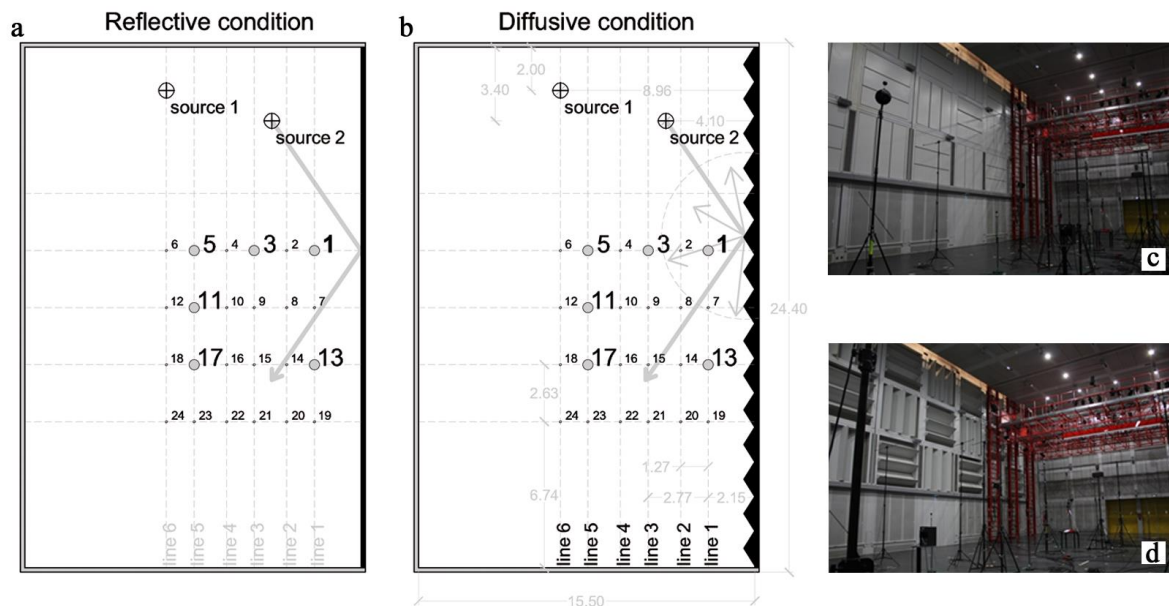 a
Reflective condition
source 1
source 2
6 5 4 3 2 1
12 11 10 9 8 7
18 17 16 15 14 13
24 23 22 21 20 19
line 6
line 5
line 4
line 3
line 2
line 1
b
Diffusive condition
2.00
3.40
8.96
source 1
4.10
source 2
6 5 4 3 2 1
12 11 10 9 8 7
24.40
18 17 16 15 14 13
2.63
24 23 22 21 20 19
1.27
6.74
2.77
2.15
line 6
line 5
line 4
line 3
line 2
line 1
15.50
c
d